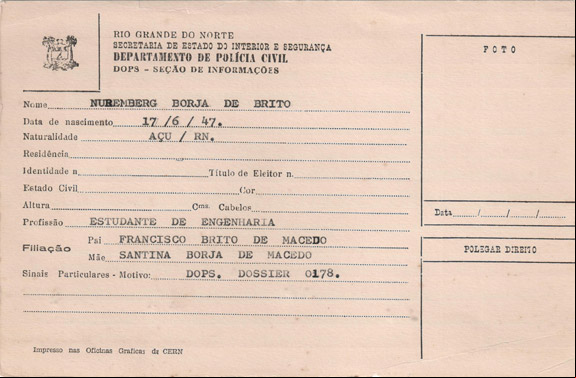 RIO GRANDE DO NORTE
SECRETARIA DE ESTADO DO INTERIOR E SEGURANÇA
DEPARTAMENTO DE POLÍCIA CIVIL
DOPS - SEÇÃO DE INFORMAÇÕES
Nome NUREMBERG BORJA DE BRITO
Data de nascimento 17 /6 / 47.
Naturalidade AÇU / RN.
Residência
Identidade n. Título de Eleitor n.
Estado Civil Cor
Altura Cms. Cabelos
Profissão ESTUDANTE DE ENGENHARIA
Filiação
Pai FRANCISCO BRITO DE MACEDO
Mãe SANTINA BORJA DE MACEDO
Sinais Particulares - Motivo: DOPS. DOSSIER 0178.
Impresso nas Oficinas Graficas da CERN
FOTO
Data / / /
POLEGAR DIREITO